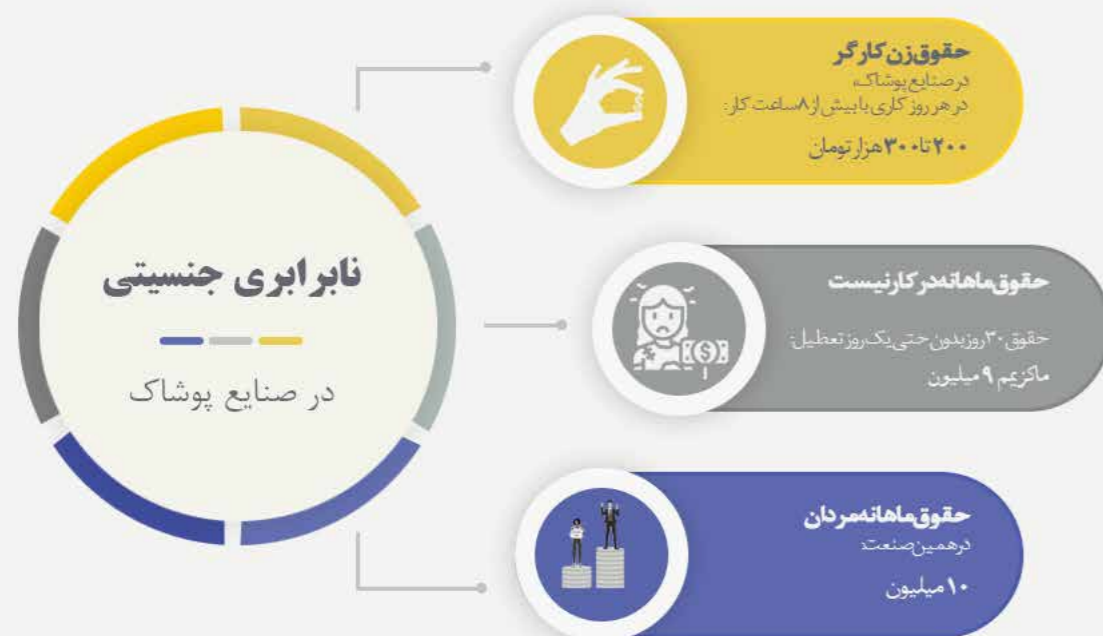 نابرابری جنسیتی
در صنایع پوشاک
حقوق زن کارگر
در صنایع پوشاک،
در هر روز کاری با بیش از ۸ ساعت کار:
۲۰۰ تا ۳۰۰ هزار تومان
حقوق ماهانه در کار نیست
حقوق ۳۰ روز بدون حتی یک روز تعطیل:
ماکزیمم ۹ میلیون
حقوق ماهانه مردان
در همین صنعت:
۱۰ میلیون